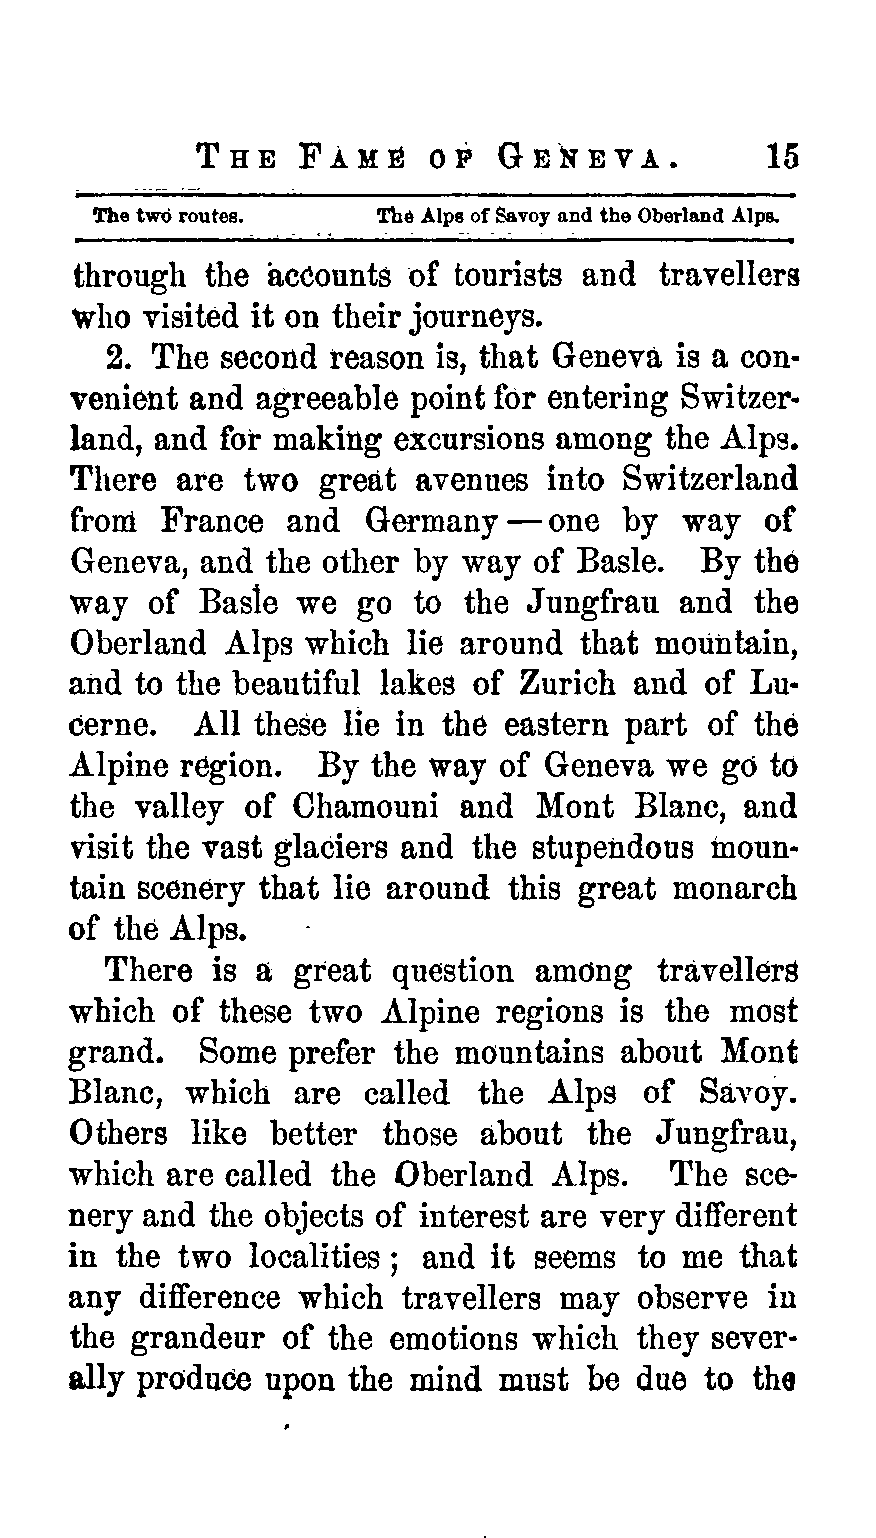 THE FAME OF GENEVA. 15
The two routes. The Alps of Savoy and the Oberland Alps.
through the accounts of tourists and travellers
who visited it on their journeys.
2. The second reason is, that Geneva is a con-
venient and agreeable point for entering Switzer-
land, and for making excursions among the Alps.
There are two great avenues into Switzerland
from France and Germany—one by way of
Geneva, and the other by way of Basle. By the
way of Basle we go to the Jungfrau and the
Oberland Alps which lie around that mountain,
and to the beautiful lakes of Zurich and of Lu-
cerne. All these lie in the eastern part of the
Alpine region. By the way of Geneva we go to
the valley of Chamouni and Mont Blanc, and
visit the vast glaciers and the stupendous moun-
tain scenery that lie around this great monarch
of the Alps.
There is a great question among travellers
which of these two Alpine regions is the most
grand. Some prefer the mountains about Mont
Blanc, which are called the Alps of Savoy.
Others like better those about the Jungfrau,
which are called the Oberland Alps. The sce-
nery and the objects of interest are very different
in the two localities; and it seems to me that
any difference which travellers may observe in
the grandeur of the emotions which they sever-
ally produce upon the mind must be due to the